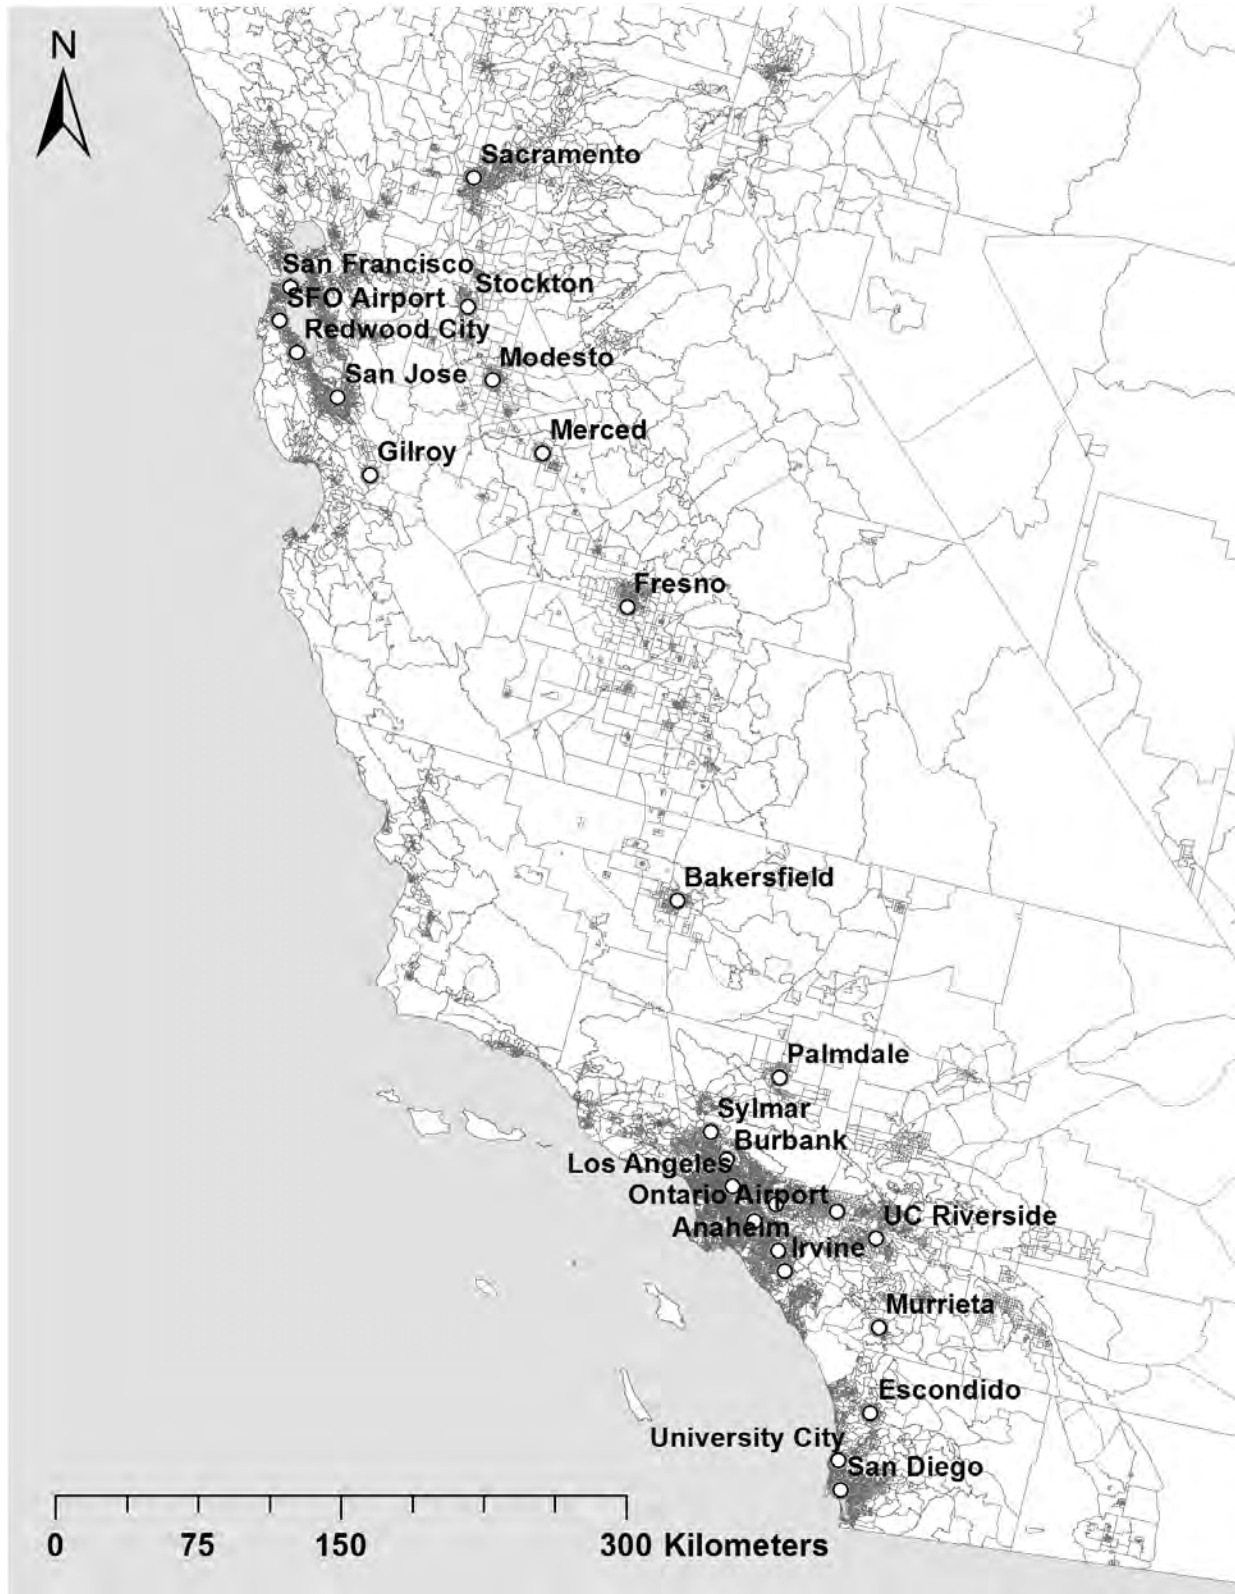 N
Sacramento
San Francisco
Stockton
SFO Airport
Redwood City
Modesto
San Jose
Merced
Gilroy
Fresno
Bakersfield
Palmdale
Sylmar
Burbank
Los Angeles
Ontario Airport
UC Riverside
Anaheim
Irvine
Murrieta
Escondido
University City
San Diego
0 75 150 300 Kilometers